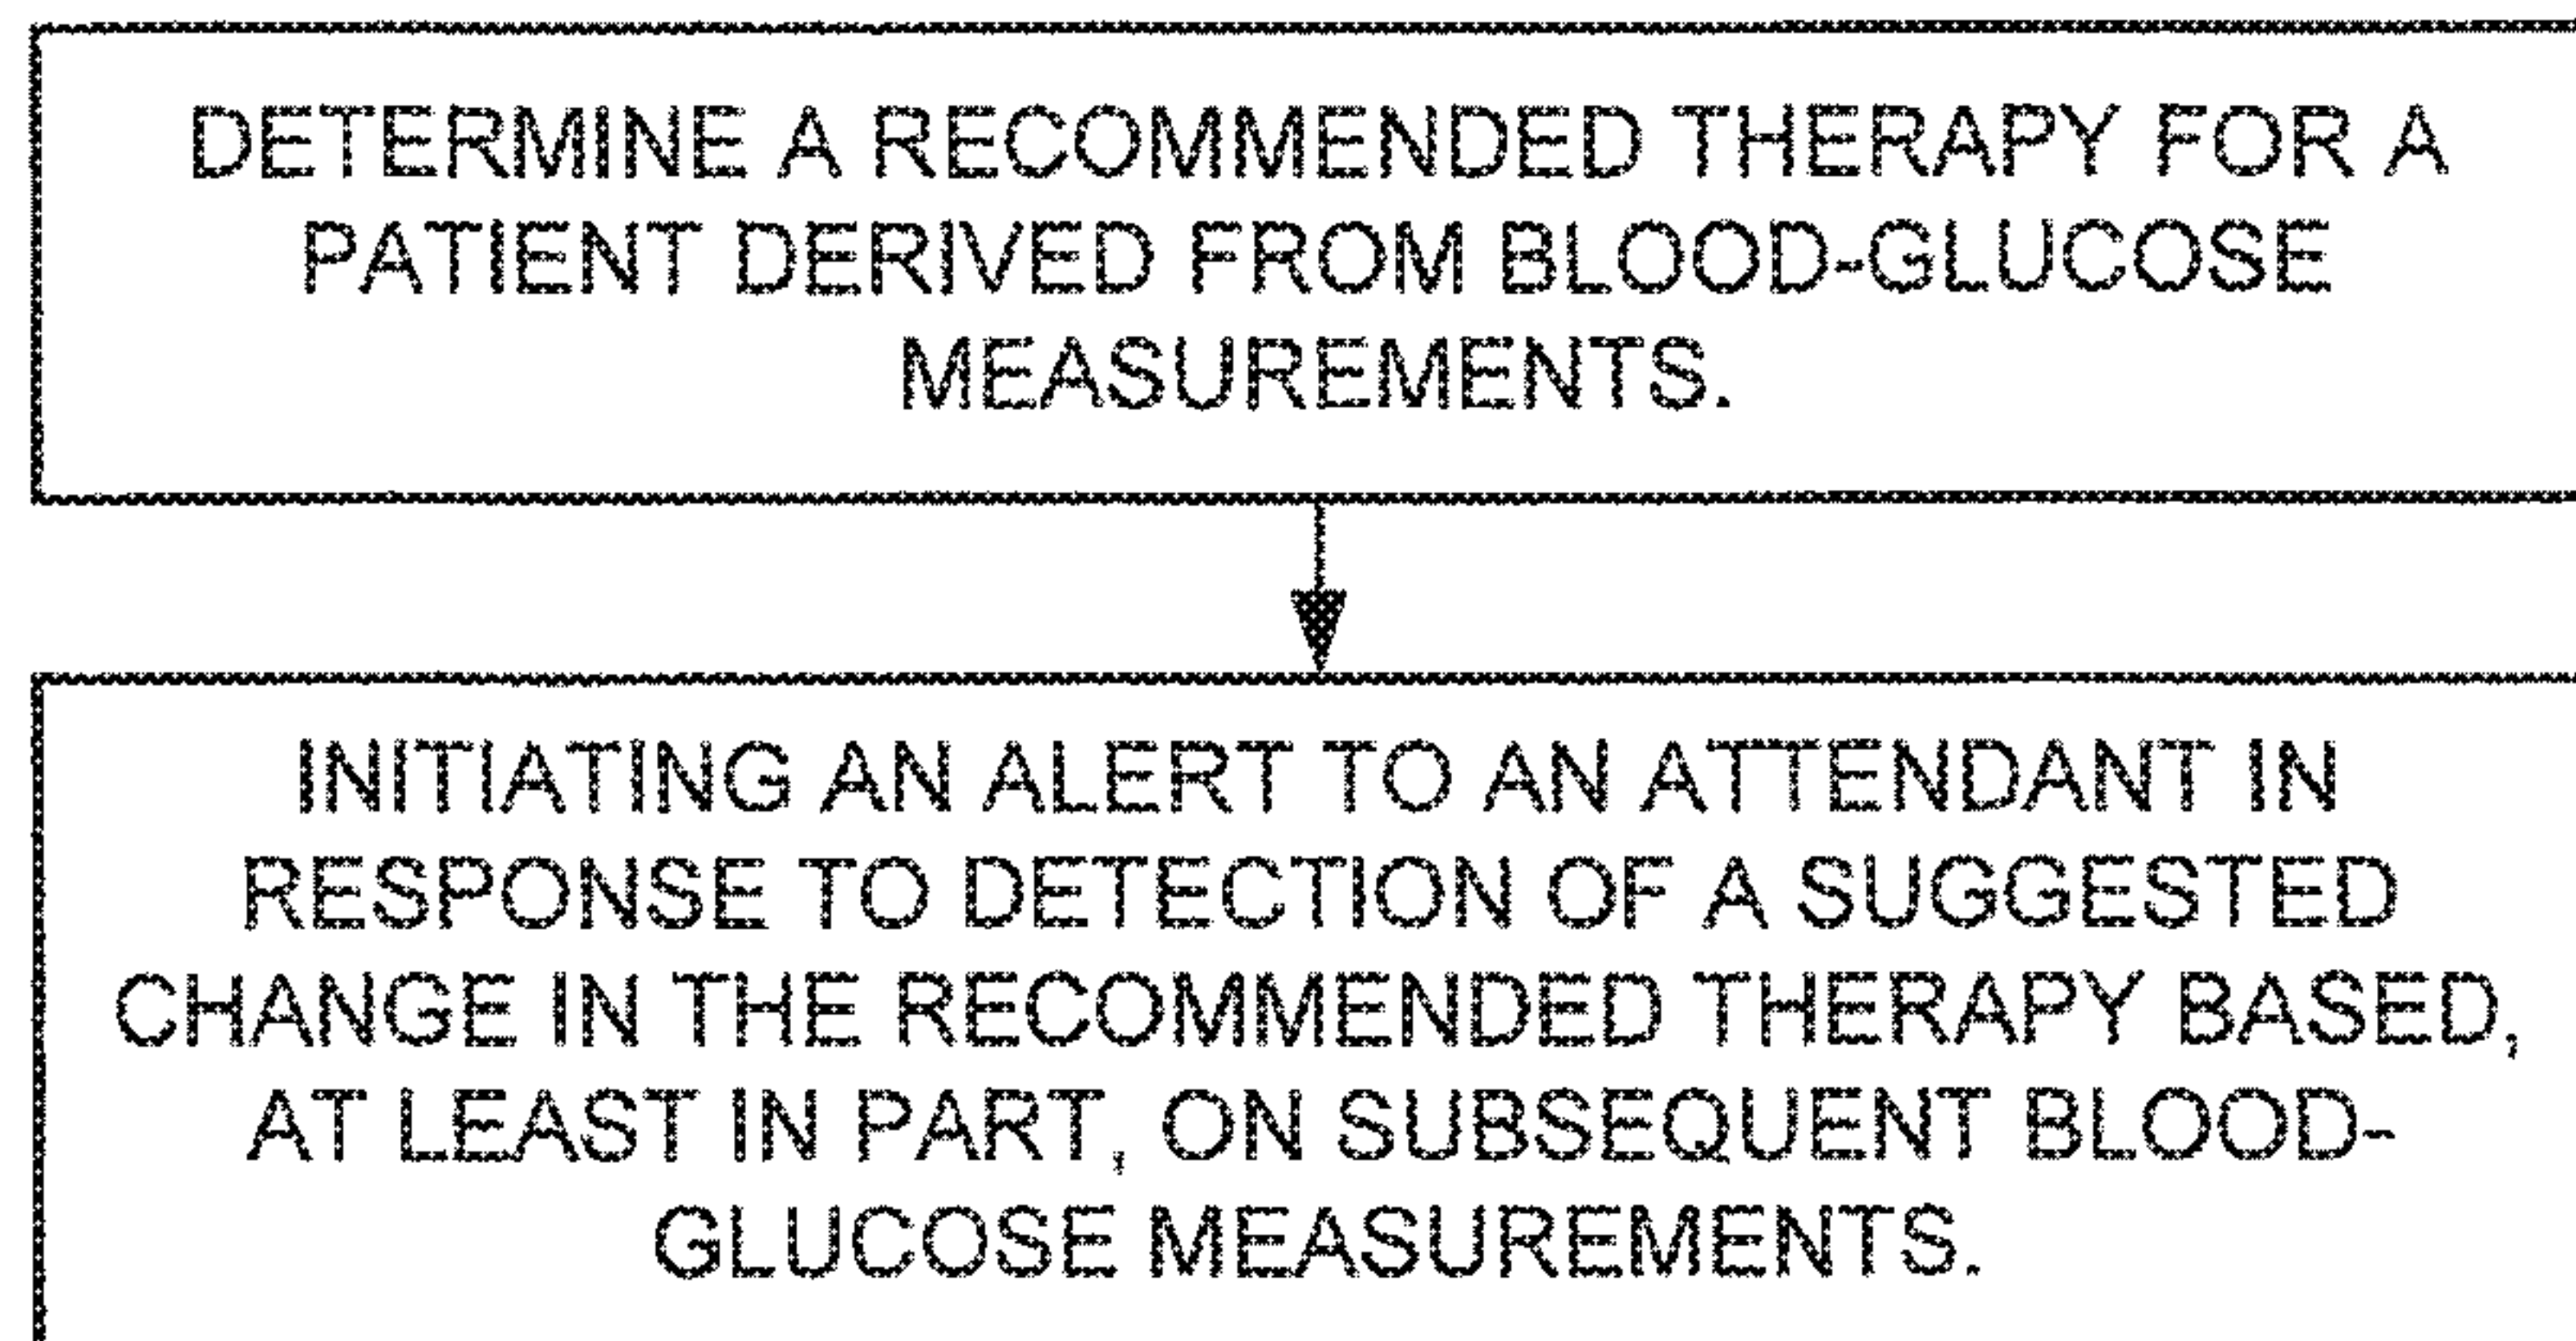 DETERMINE A RECOMMENDED THERAPY FOR A
PATIENT DERIVED FROM BLOOD-GLUCOSE
MEASUREMENTS.
INITIATING AN ALERT TO AN ATTENDANT IN
RESPONSE TO DETECTION OF A SUGGESTED
CHANGE IN THE RECOMMENDED THERAPY BASED,
AT LEAST IN PART, ON SUBSEQUENT BLOOD-
GLUCOSE MEASUREMENTS.